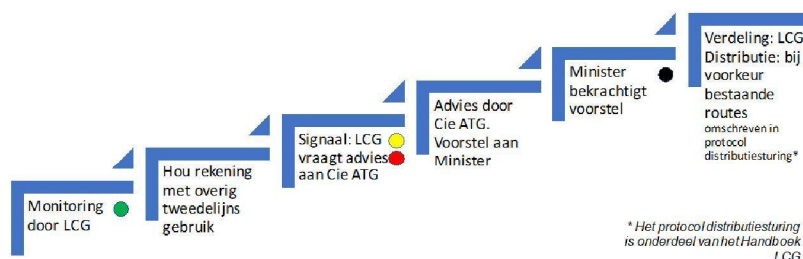 Monitoring
door LCG
Hou rekening
met overig
tweedelijns
gebruik
Signaal: LCG
vraagt advies
aan Cie ATG
Advies door
Cie ATG.
Voorstel aan
Minister
Minister
bekrachtigt
voorstel
Verdeling: LCG
Distributie: bij
voorkeur
bestaande
routes
omschreven in
protocol
distributiesturing*
* Het protocol distributiesturing
is onderdeel van het Handboek
LCG